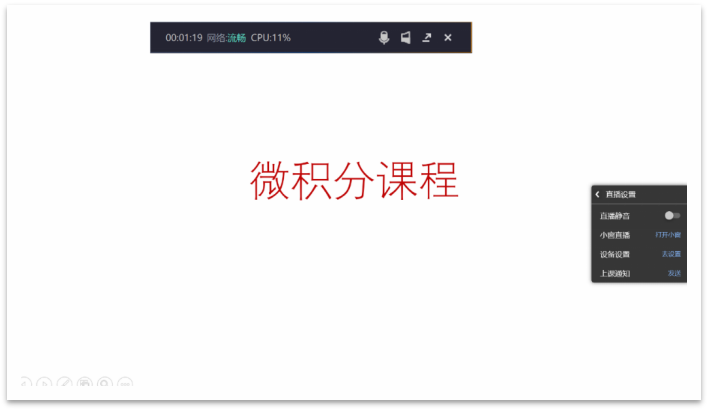 00:01:19 网络:流畅 CPU:11%
微积分课程
直播设置
直播静音
小窗直播 打开小窗
设备设置 去设置
上课通知 发送